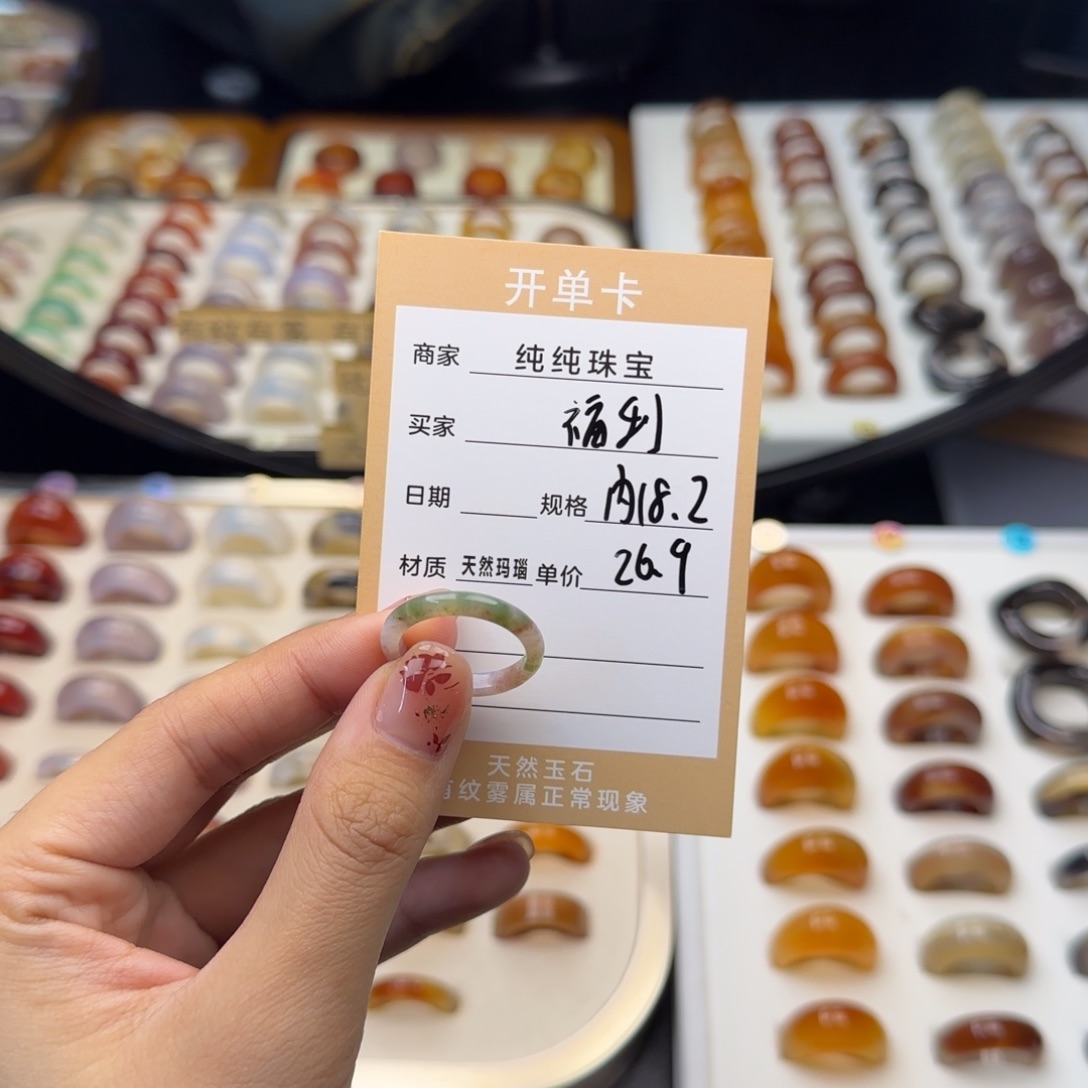 开单卡
商家 纯纯珠宝
买家 福利
日期 规格 内18.2
材质 天然玛瑙 单价 26.9
天然玉石
有纹雾属正常现象